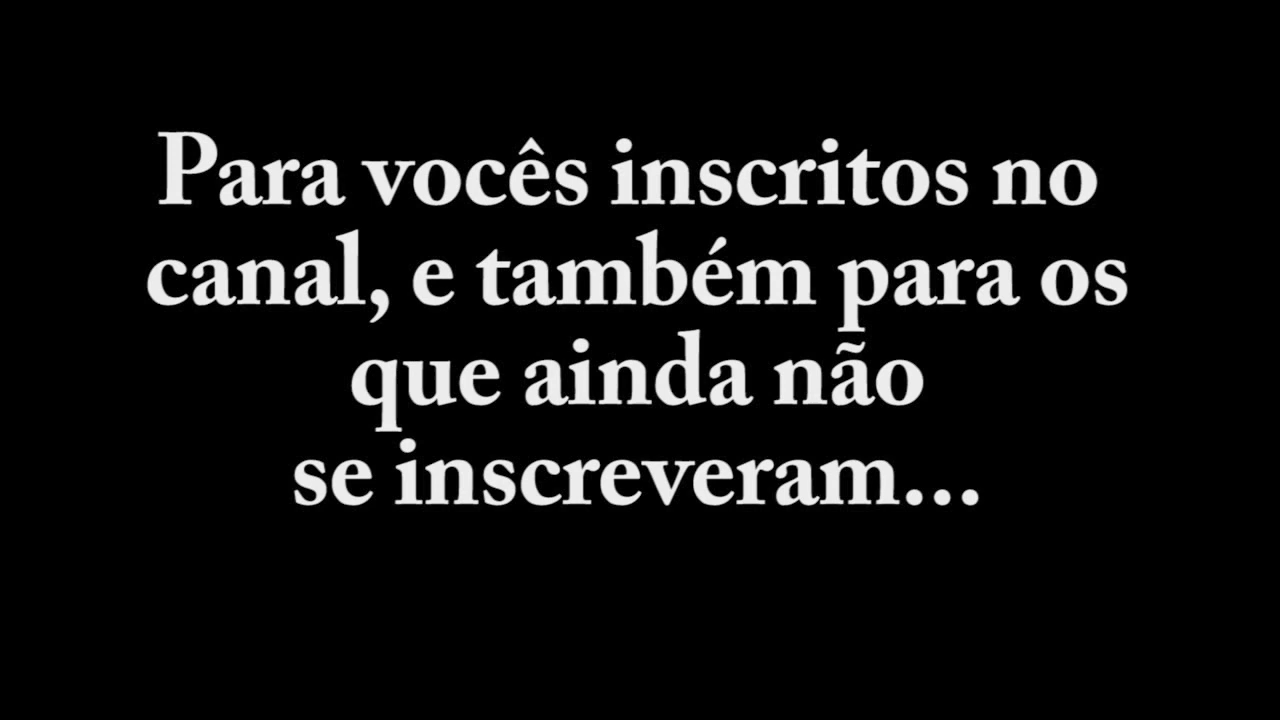 Para vocês inscritos no
canal, e também para os
que ainda não
se inscreveram...